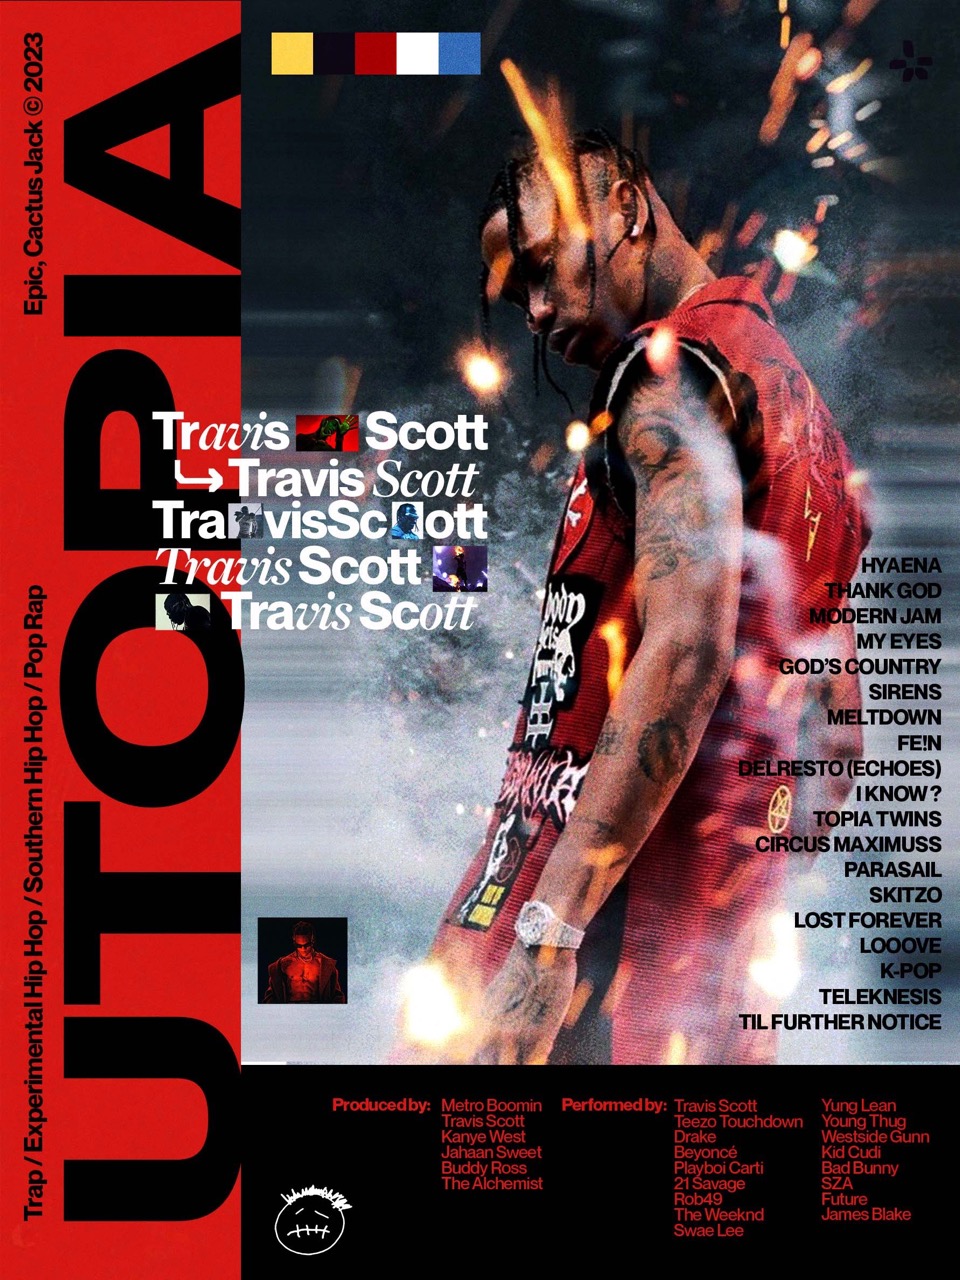 Epic, Cactus Jack © 2023
Trap / Experimental Hip Hop / Southern Hip Hop / Pop Rap
UTOPIA
Travis Scott
Travis Scott
TravisScott
Travis Scott
Travis Scott
HYAENA
THANK GOD
MODERN JAM
MY EYES
GOD'S COUNTRY
SIRENS
MELTDOWN
FE!N
DELRESTO (ECHOES)
I KNOW ?
TOPIA TWINS
CIRCUS MAXIMUSS
PARASAIL
SKITZO
LOST FOREVER
LOOOVE
K-POP
TELEKNESIS
TIL FURTHER NOTICE
Produced by:
Metro Boomin
Travis Scott
Kanye West
Jahaan Sweet
Buddy Ross
The Alchemist
Performed by:
Travis Scott
Teezo Touchdown
Drake
Beyoncé
Playboi Carti
21 Savage
Rob49
The Weeknd
Swae Lee
Yung Lean
Young Thug
Westside Gunn
Kid Cudi
Bad Bunny
SZA
Future
James Blake